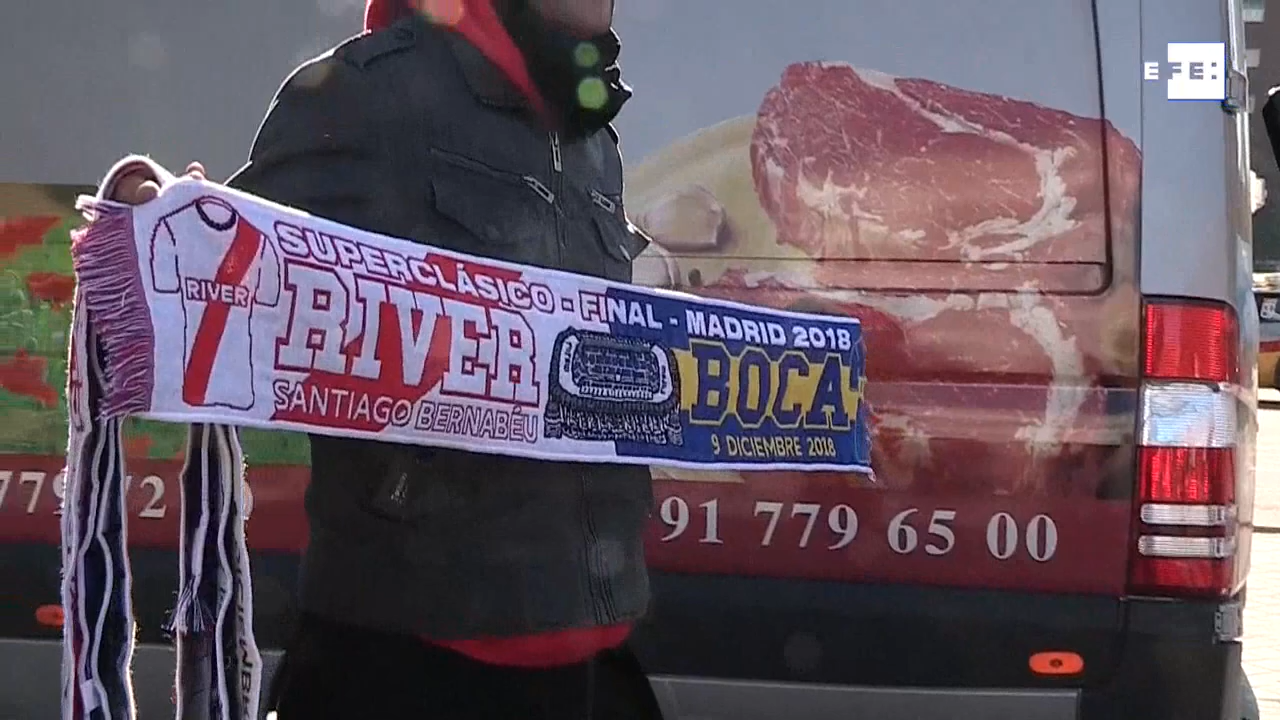 EFE:
SUPERCLÁSICO - FINAL - MADRID 2018
RIVER
RIVER
BOCA
SANTIAGO BERNABÉU
9 DICIEMBRE 2018
91 779 65 00